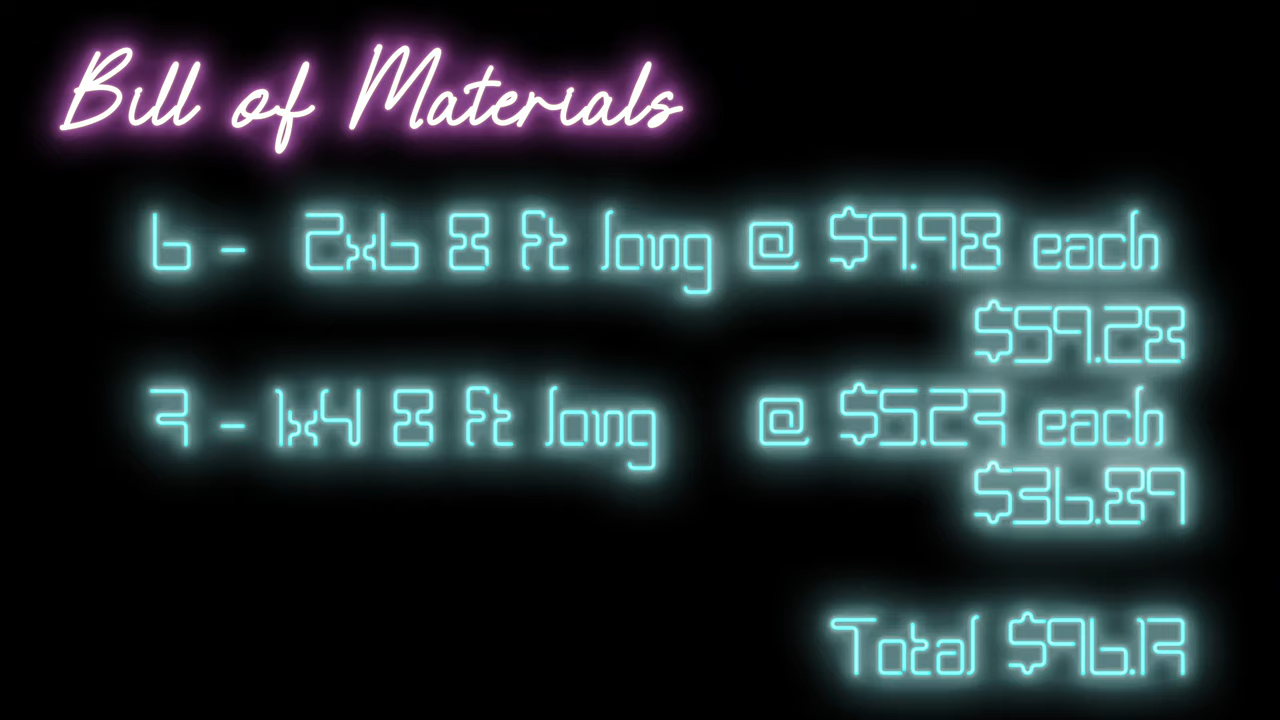 Bill of Materials
6 - 2x6 8 ft long @ $9.98 each
$59.28
7 - 1x4 8 ft long @ $5.27 each
$36.89
Total $96.17